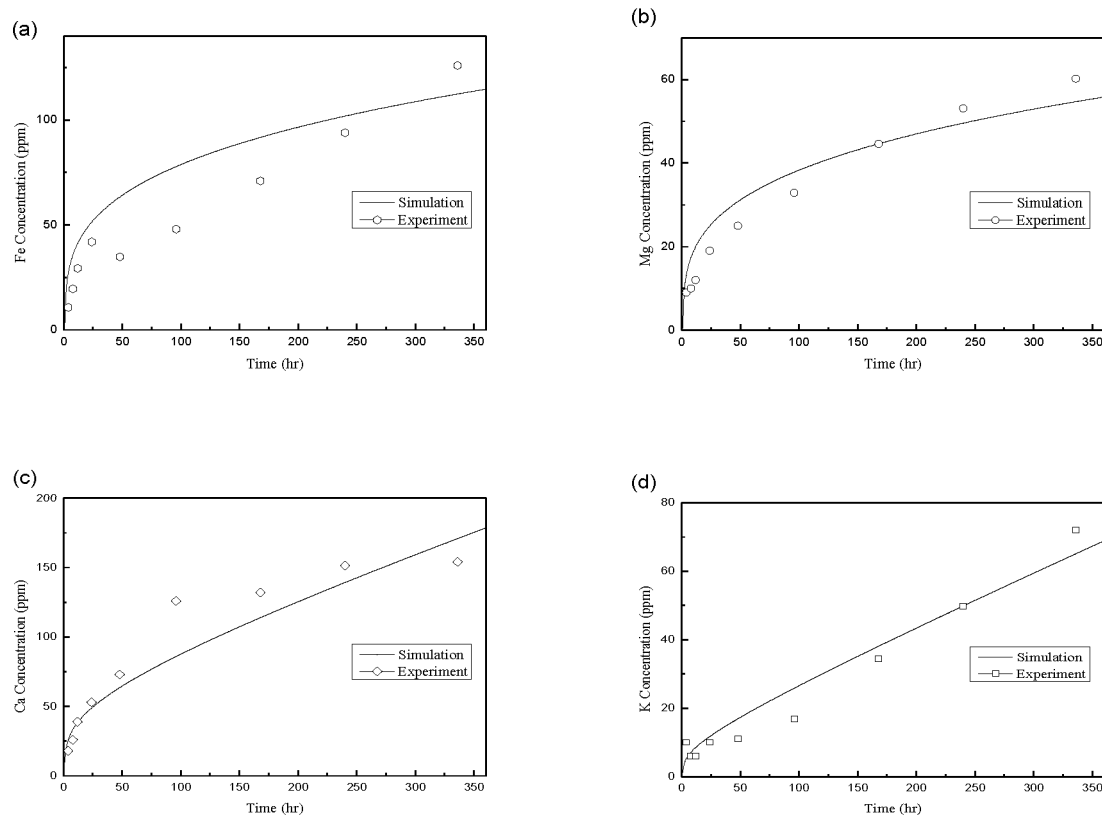 (a)
Fe Concentration (ppm)
100
50
0
0 50 100 150 200 250 300 350
Time (hr)
Simulation
Experiment
(b)
Mg Concentration (ppm)
60
40
20
0
0 50 100 150 200 250 300 350
Time (hr)
Simulation
Experiment
(c)
Ca Concentration (ppm)
200
150
100
50
0
0 50 100 150 200 250 300 350
Time (hr)
Simulation
Experiment
(d)
K Concentration (ppm)
80
60
40
20
0
0 50 100 150 200 250 300 350
Time (hr)
Simulation
Experiment